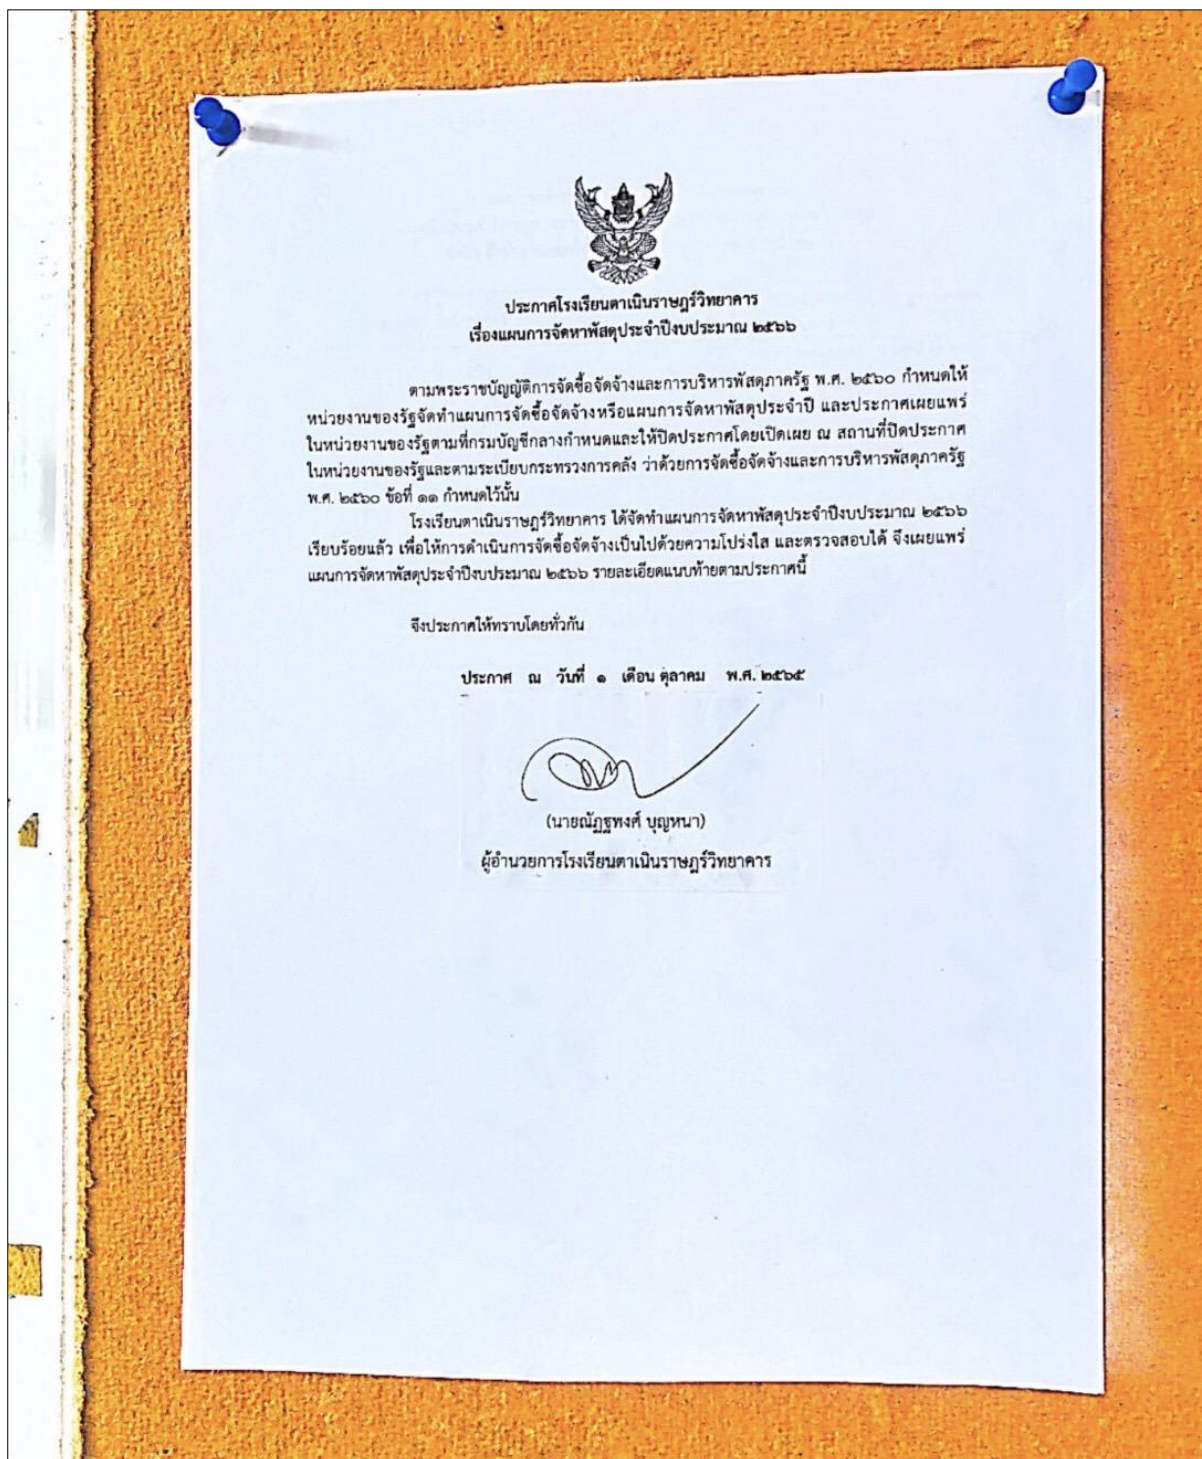 ประกาศโรงเรียนตาเนินราษฎร์วิทยาคาร
เรื่องแผนการจัดหาพัสดุประจำปีงบประมาณ ๒๕๖๖
ตามพระราชบัญญัติการจัดซื้อจัดจ้างและการบริหารพัสดุภาครัฐ พ.ศ. ๒๕๖๐ กำหนดให้
หน่วยงานของรัฐจัดทำแผนการจัดซื้อจัดจ้างหรือแผนการจัดหาพัสดุประจำปี และประกาศเผยแพร่
ในหน่วยงานของรัฐตามที่กรมบัญชีกลางกำหนดและให้ปิดประกาศโดยเปิดเผย ณ สถานที่ปิดประกาศ
ในหน่วยงานของรัฐและตามระเบียบกระทรวงการคลัง ว่าด้วยการจัดซื้อจัดจ้างและการบริหารพัสดุภาครัฐ
พ.ศ. ๒๕๖๐ ข้อที่ ๑๑ กำหนดไว้นั้น
โรงเรียนตาเนินราษฎร์วิทยาคาร ได้จัดทำแผนการจัดหาพัสดุประจำปีงบประมาณ ๒๕๖๖
เรียบร้อยแล้ว เพื่อให้การดำเนินการจัดซื้อจัดจ้างเป็นไปด้วยความโปร่งใส และตรวจสอบได้ จึงเผยแพร่
แผนการจัดหาพัสดุประจำปีงบประมาณ ๒๕๖๖ รายละเอียดแนบท้ายตามประกาศนี้
จึงประกาศให้ทราบโดยทั่วกัน
ประกาศ ณ วันที่ ๑ เดือน ตุลาคม พ.ศ. ๒๕๖๕
(นายณัฏฐพงศ์ บุญหนา)
ผู้อำนวยการโรงเรียนตาเนินราษฎร์วิทยาคาร